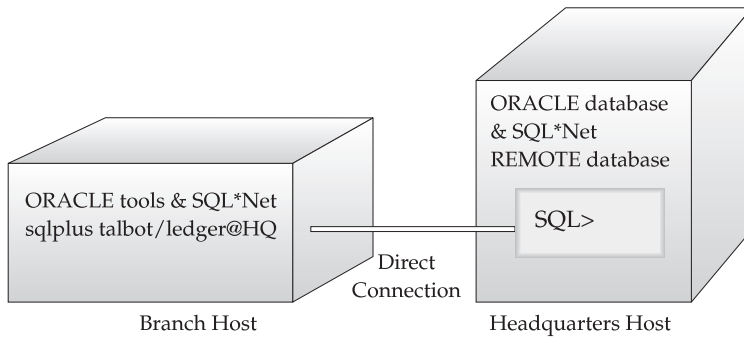 ORACLE tools & SQL*Net
sqlplus talbot/ledger@HQ
Branch Host
Direct
Connection
ORACLE database
& SQL*Net
REMOTE database
SQL>
Headquarters Host